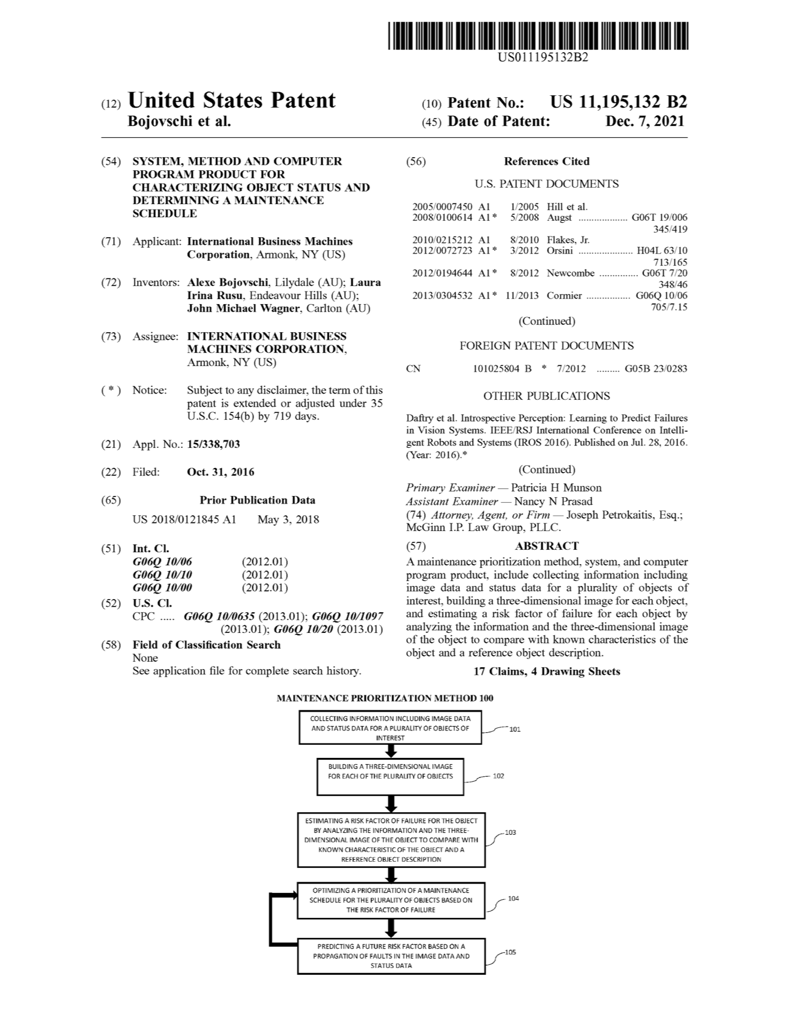 US011195132B2
(12) United States Patent
Bojovschi et al.
(10) Patent No.: US 11,195,132 B2
(45) Date of Patent: Dec. 7, 2021
(54) SYSTEM, METHOD AND COMPUTER
PROGRAM PRODUCT FOR
CHARACTERIZING OBJECT STATUS AND
DETERMINING A MAINTENANCE
SCHEDULE
(71) Applicant: International Business Machines
Corporation, Armonk, NY (US)
(72) Inventors: Alexe Bojovschi, Lilydale (AU); Laura
Irina Rusu, Endeavour Hills (AU);
John Michael Wagner, Carlton (AU)
(73) Assignee: INTERNATIONAL BUSINESS
MACHINES CORPORATION,
Armonk, NY (US)
( * ) Notice: Subject to any disclaimer, the term of this
patent is extended or adjusted under 35
U.S.C. 154(b) by 719 days.
(21) Appl. No.: 15/338,703
(22) Filed: Oct. 31, 2016
(65) Prior Publication Data
US 2018/0121845 A1 May 3, 2018
(51) Int. Cl.
G06Q 10/06 (2012.01)
G06Q 10/10 (2012.01)
G06Q 10/00 (2012.01)
(52) U.S. Cl.
CPC ..... G06Q 10/0635 (2013.01); G06Q 10/1097
(2013.01); G06Q 10/20 (2013.01)
(58) Field of Classification Search
None
See application file for complete search history.
(56) References Cited
U.S. PATENT DOCUMENTS
2005/0007450 A1 1/2005 Hill et al.
2008/0100614 A1* 5/2008 Augst .................. G06T 19/006
345/419
2010/0215212 A1 8/2010 Flakes, Jr.
2012/0072723 A1* 3/2012 Orsini .................... H04L 63/10
713/165
2012/0194644 A1* 8/2012 Newcombe .............. G06T 7/20
348/46
2013/0304532 A1* 11/2013 Cormier ................ G06Q 10/06
705/7.15
(Continued)
FOREIGN PATENT DOCUMENTS
CN 101025804 B * 7/2012 ......... G05B 23/0283
OTHER PUBLICATIONS
Daftry et al. Introspective Perception: Learning to Predict Failures
in Vision Systems. IEEE/RSJ International Conference on Intelli-
gent Robots and Systems (IROS 2016). Published on Jul. 28, 2016.
(Year: 2016).*
(Continued)
Primary Examiner — Patricia H Munson
Assistant Examiner — Nancy N Prasad
(74) Attorney, Agent, or Firm — Joseph Petrokaitis, Esq.;
McGinn I.P. Law Group, PLLC.
(57) ABSTRACT
A maintenance prioritization method, system, and computer
program product, include collecting information including
image data and status data for a plurality of objects of
interest, building a three-dimensional image for each object,
and estimating a risk factor of failure for each object by
analyzing the information and the three-dimensional image
of the object to compare with known characteristics of the
object and a reference object description.
17 Claims, 4 Drawing Sheets
MAINTENANCE PRIORITIZATION METHOD 100
COLLECTING INFORMATION INCLUDING IMAGE DATA
AND STATUS DATA FOR A PLURALITY OF OBJECTS OF
INTEREST
101
BUILDING A THREE-DIMENSIONAL IMAGE
FOR EACH OF THE PLURALITY OF OBJECTS
102
ESTIMATING A RISK FACTOR OF FAILURE FOR THE OBJECT
BY ANALYZING THE INFORMATION AND THE THREE-
DIMENSIONAL IMAGE OF THE OBJECT TO COMPARE WITH
KNOWN CHARACTERISTIC OF THE OBJECT AND A
REFERENCE OBJECT DESCRIPTION
103
OPTIMIZING A PRIORITIZATION OF A MAINTENANCE
SCHEDULE FOR THE PLURALITY OF OBJECTS BASED ON
THE RISK FACTOR OF FAILURE
104
PREDICTING A FUTURE RISK FACTOR BASED ON A
PROPAGATION OF FAULTS IN THE IMAGE DATA AND
STATUS DATA
105